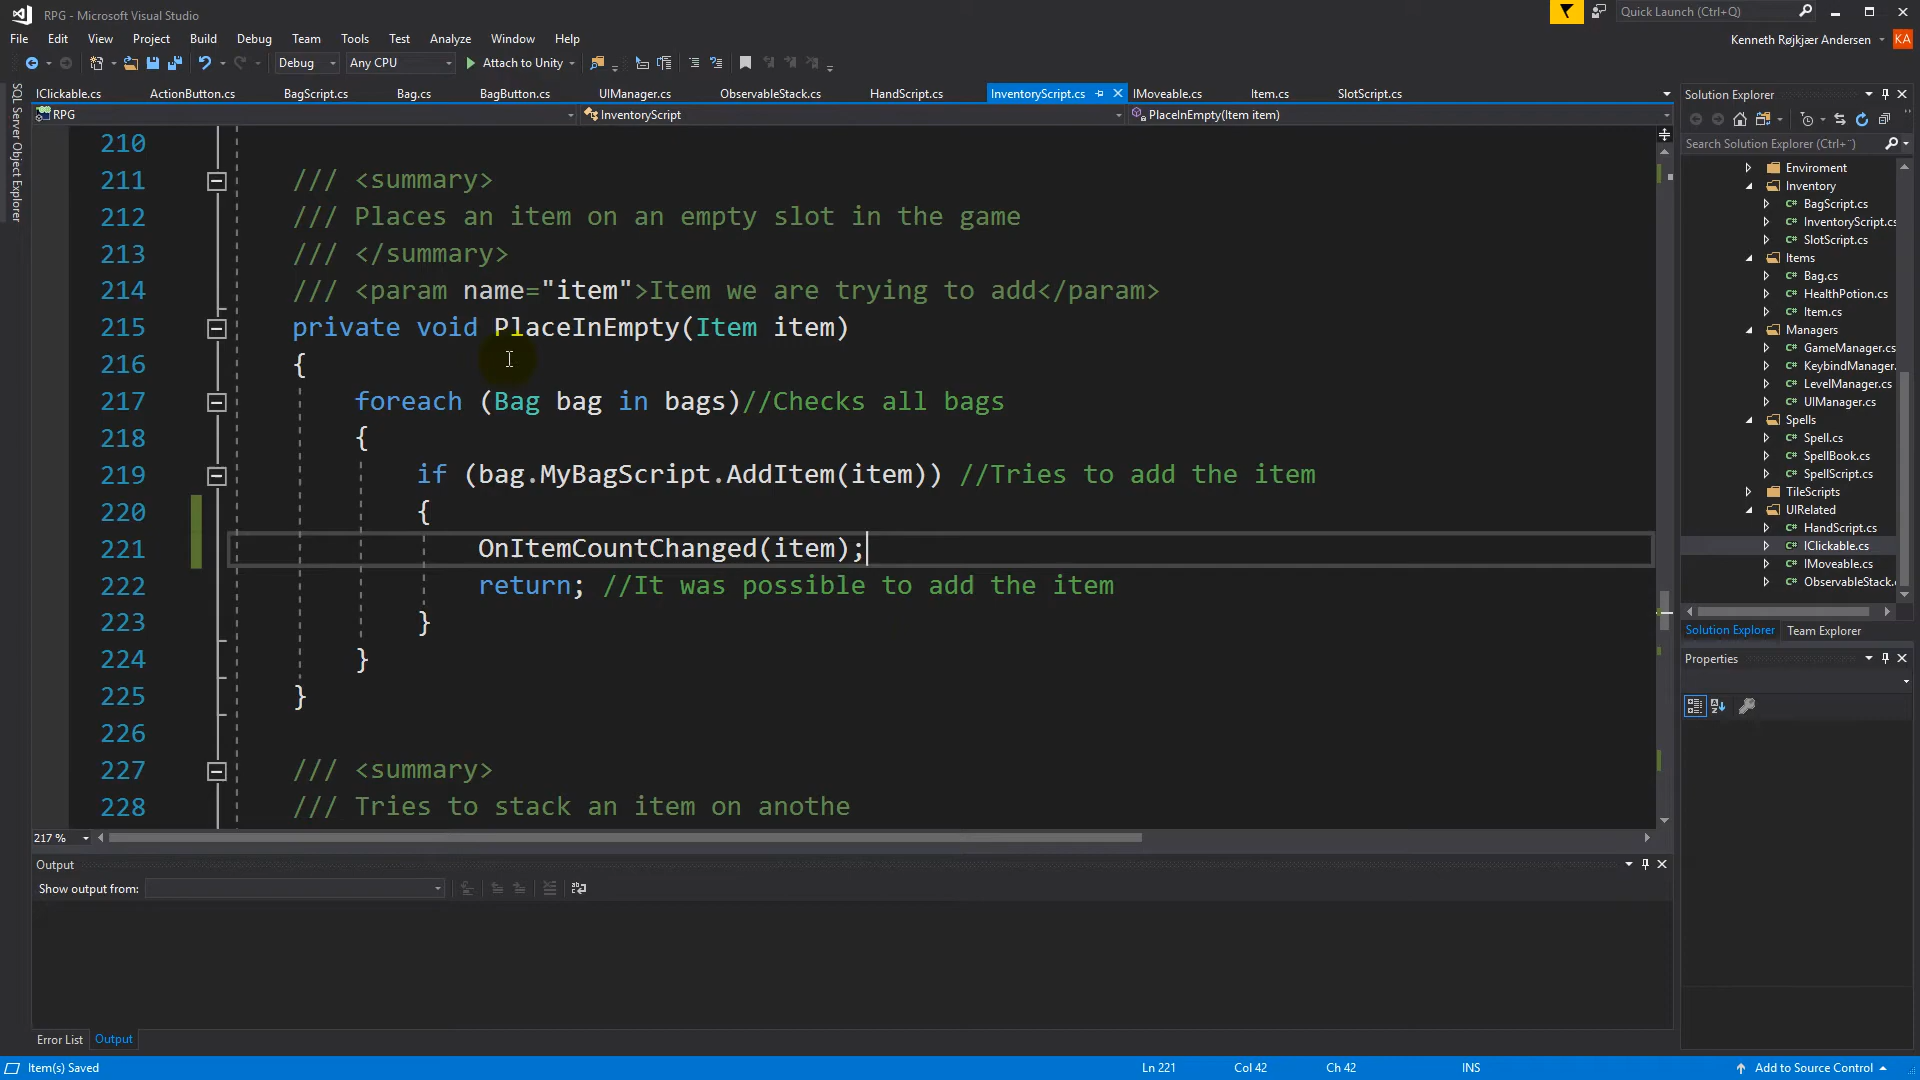 RPG - Microsoft Visual Studio
Quick Launch (Ctrl+Q)
File Edit View Project Build Debug Team Tools Test Analyze Window Help
Kenneth Røjkjær Andersen KA
Debug Any CPU Attach to Unity
IClickable.cs ActionButton.cs BagScript.cs Bag.cs BagButton.cs UIManager.cs ObservableStack.cs HandScript.cs InventoryScript.cs IMoveable.cs Item.cs SlotScript.cs
RPG InventoryScript PlaceInEmpty(Item item)
SQL Server Object Explorer
210
211 /// <summary>
212 /// Places an item on an empty slot in the game
213 /// </summary>
214 /// <param name="item">Item we are trying to add</param>
215 private void PlaceInEmpty(Item item)
216 {
217 foreach (Bag bag in bags)//Checks all bags
218 {
219 if (bag.MyBagScript.AddItem(item)) //Tries to add the item
220 {
221 OnItemCountChanged(item);
222 return; //It was possible to add the item
223 }
224 }
225 }
226
227 /// <summary>
228 /// Tries to stack an item on anothe
217 %
Output
Show output from:
Error List Output
Solution Explorer
Search Solution Explorer (Ctrl+¨)
Enviroment
Inventory
C# BagScript.cs
C# InventoryScript.cs
C# SlotScript.cs
Items
C# Bag.cs
C# HealthPotion.cs
C# Item.cs
Managers
C# GameManager.cs
C# KeybindManager.
C# LevelManager.cs
C# UIManager.cs
Spells
C# Spell.cs
C# SpellBook.cs
C# SpellScript.cs
TileScripts
UIRelated
C# HandScript.cs
C# IClickable.cs
C# IMoveable.cs
C# ObservableStack.
Solution Explorer Team Explorer
Properties
Item(s) Saved Ln 221 Col 42 Ch 42 INS Add to Source Control